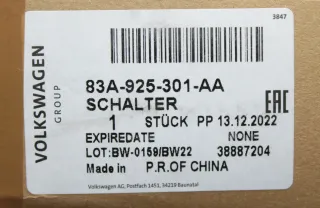 3847
VOLKSWAGEN
GROUP
83A-925-301-AA
SCHALTER
1 STÜCK PP 13.12.2022
EXPIREDATE NONE
LOT:BW-0159/BW22 38887204
Made in P.R.OF CHINA
EAC
Volkswagen AG, Postfach 1451, 34219 Baunatal